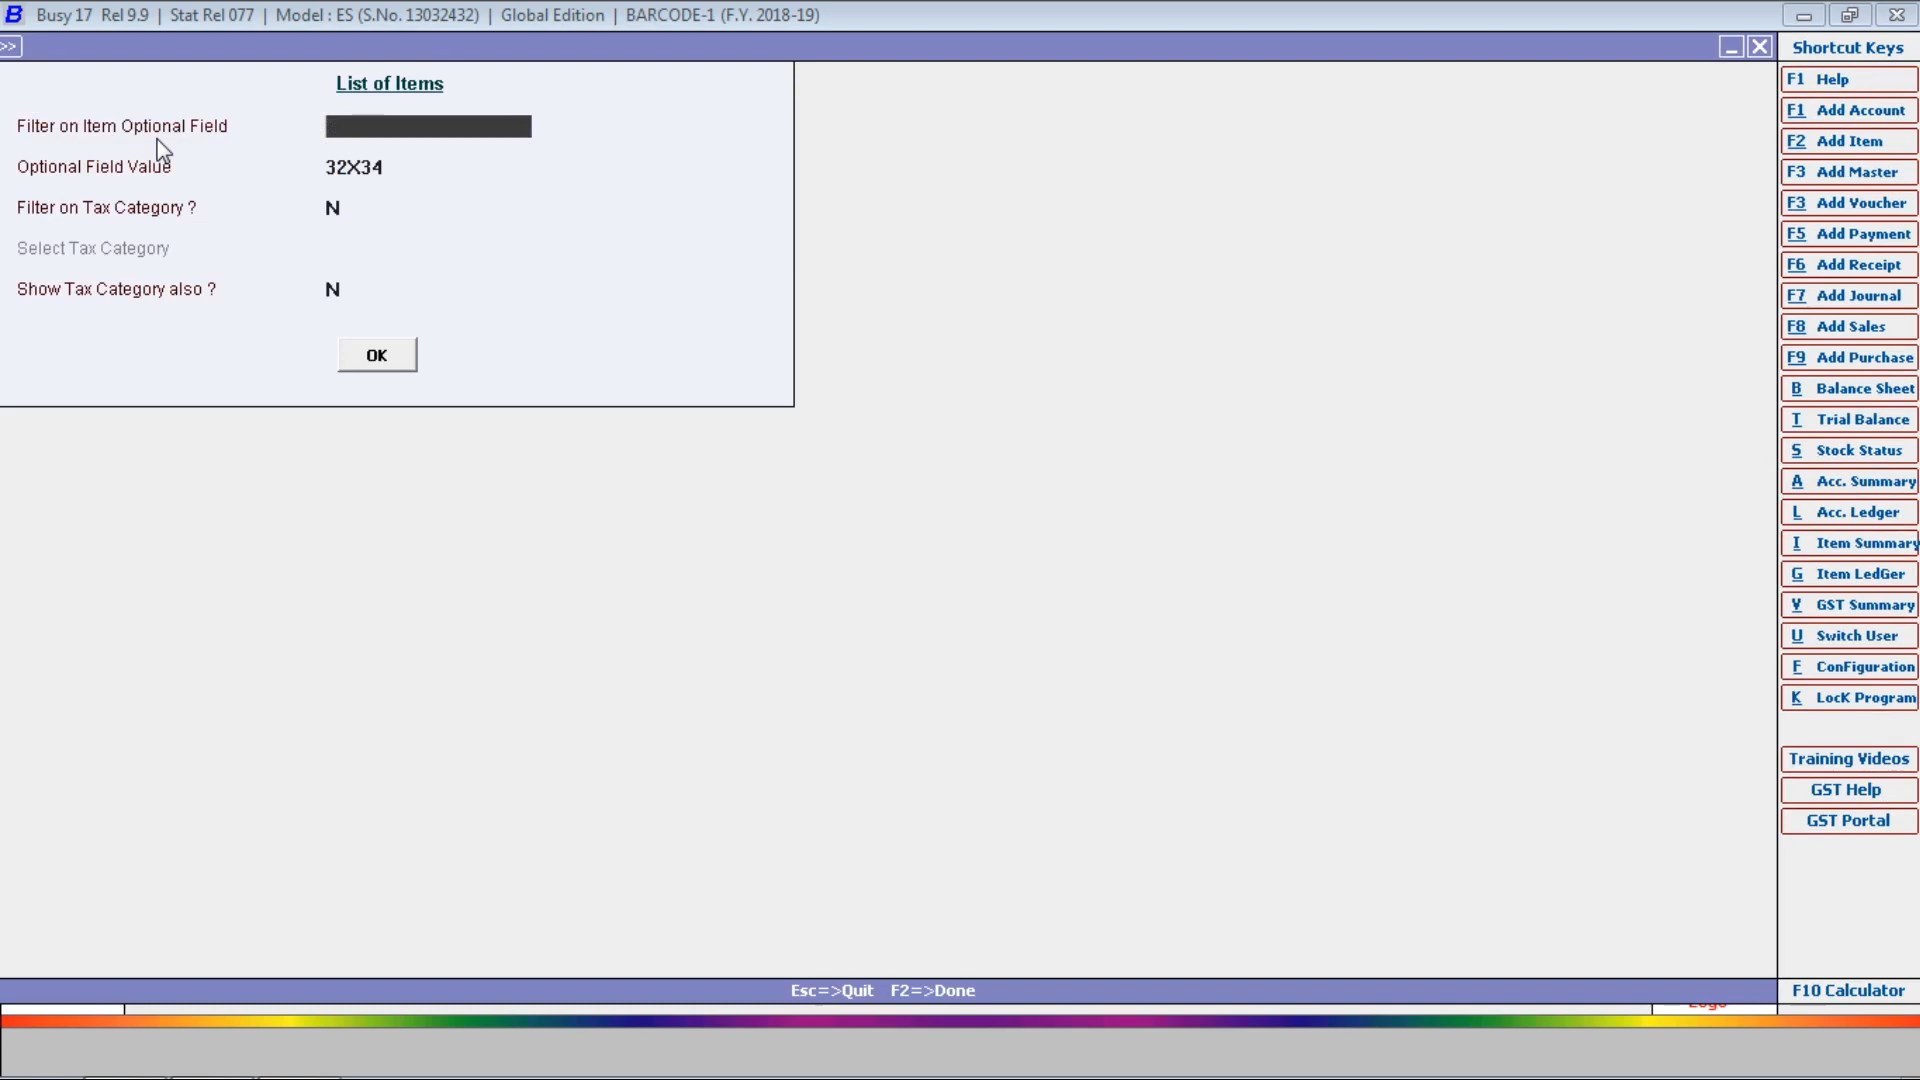 B Busy 17 Rel 9.9 | Stat Rel 077 | Model : ES (S.No. 13032432) | Global Edition | BARCODE-1 (F.Y. 2018-19)
>>
Shortcut Keys
List of Items
Filter on Item Optional Field
Optional Field Value 32X34
Filter on Tax Category ? N
Select Tax Category
Show Tax Category also ? N
OK
F1 Help
F1 Add Account
F2 Add Item
F3 Add Master
F3 Add Voucher
F5 Add Payment
F6 Add Receipt
F7 Add Journal
F8 Add Sales
F9 Add Purchase
B Balance Sheet
T Trial Balance
S Stock Status
A Acc. Summary
L Acc. Ledger
I Item Summary
G Item LedGer
V GST Summary
U Switch User
F ConFiguration
K LocK Program
Training Videos
GST Help
GST Portal
Esc=>Quit F2=>Done
F10 Calculator